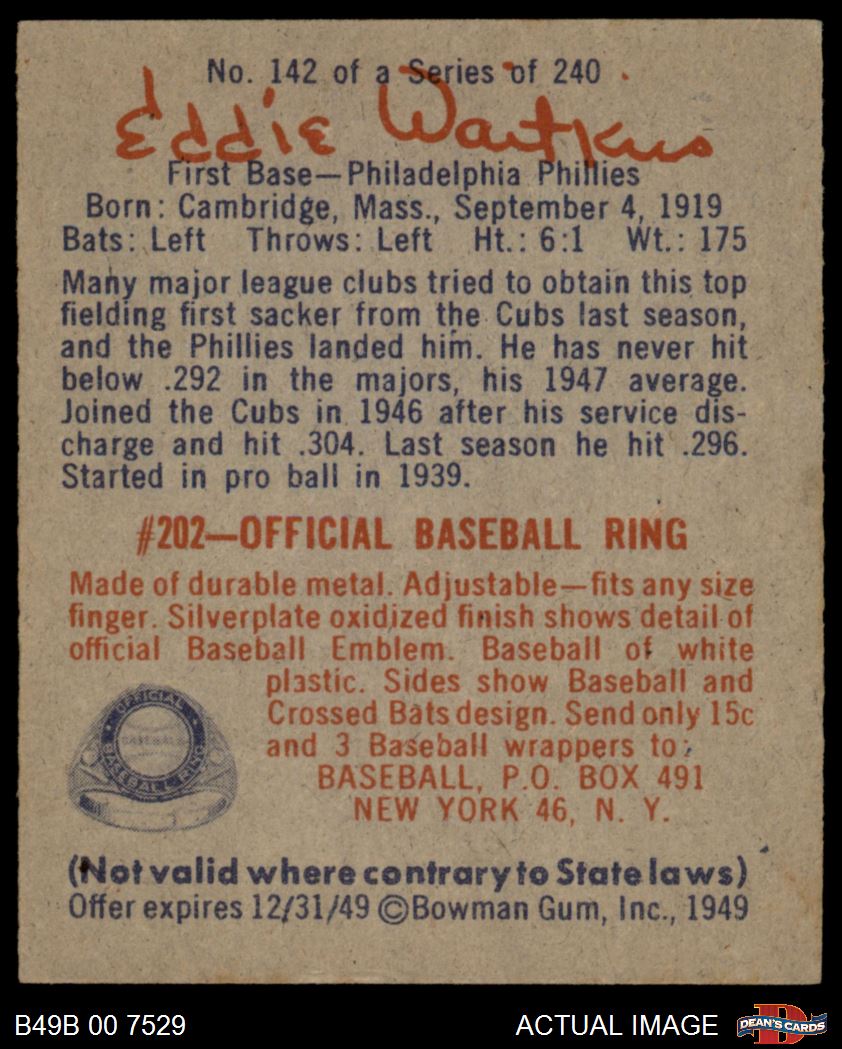 No. 142 of a Series of 240
Eddie Waitkus
First Base—Philadelphia Phillies
Born: Cambridge, Mass., September 4, 1919
Bats: Left Throws: Left Ht.: 6:1 Wt.: 175
Many major league clubs tried to obtain this top
fielding first sacker from the Cubs last season,
and the Phillies landed him. He has never hit
below .292 in the majors, his 1947 average.
Joined the Cubs in 1946 after his service dis-
charge and hit .304. Last season he hit .296.
Started in pro ball in 1939.
#202—OFFICIAL BASEBALL RING
Made of durable metal. Adjustable—fits any size
finger. Silverplate oxidized finish shows detail of
official Baseball Emblem. Baseball of white
plastic. Sides show Baseball and
Crossed Bats design. Send only 15c
and 3 Baseball wrappers to:
BASEBALL, P.O. BOX 491
NEW YORK 46, N. Y.
OFFICIAL
BASEBALL
BASEBALL RING
(Not valid where contrary to State laws)
Offer expires 12/31/49 ©Bowman Gum, Inc., 1949
B49B 00 7529
ACTUAL IMAGE
D
DEAN'S CARDS